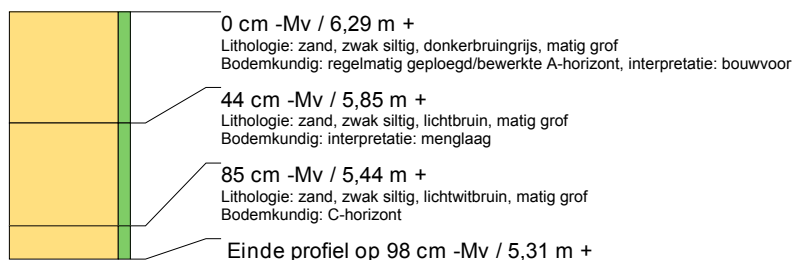 0 cm -Mv / 6,29 m +
Lithologie: zand, zwak siltig, donkerbruingrijs, matig grof
Bodemkundig: regelmatig geploegd/bewerkte A-horizont, interpretatie: bouwvoor
44 cm -Mv / 5,85 m +
Lithologie: zand, zwak siltig, lichtbruin, matig grof
Bodemkundig: interpretatie: menglaag
85 cm -Mv / 5,44 m +
Lithologie: zand, zwak siltig, lichtwitbruin, matig grof
Bodemkundig: C-horizont
Einde profiel op 98 cm -Mv / 5,31 m +